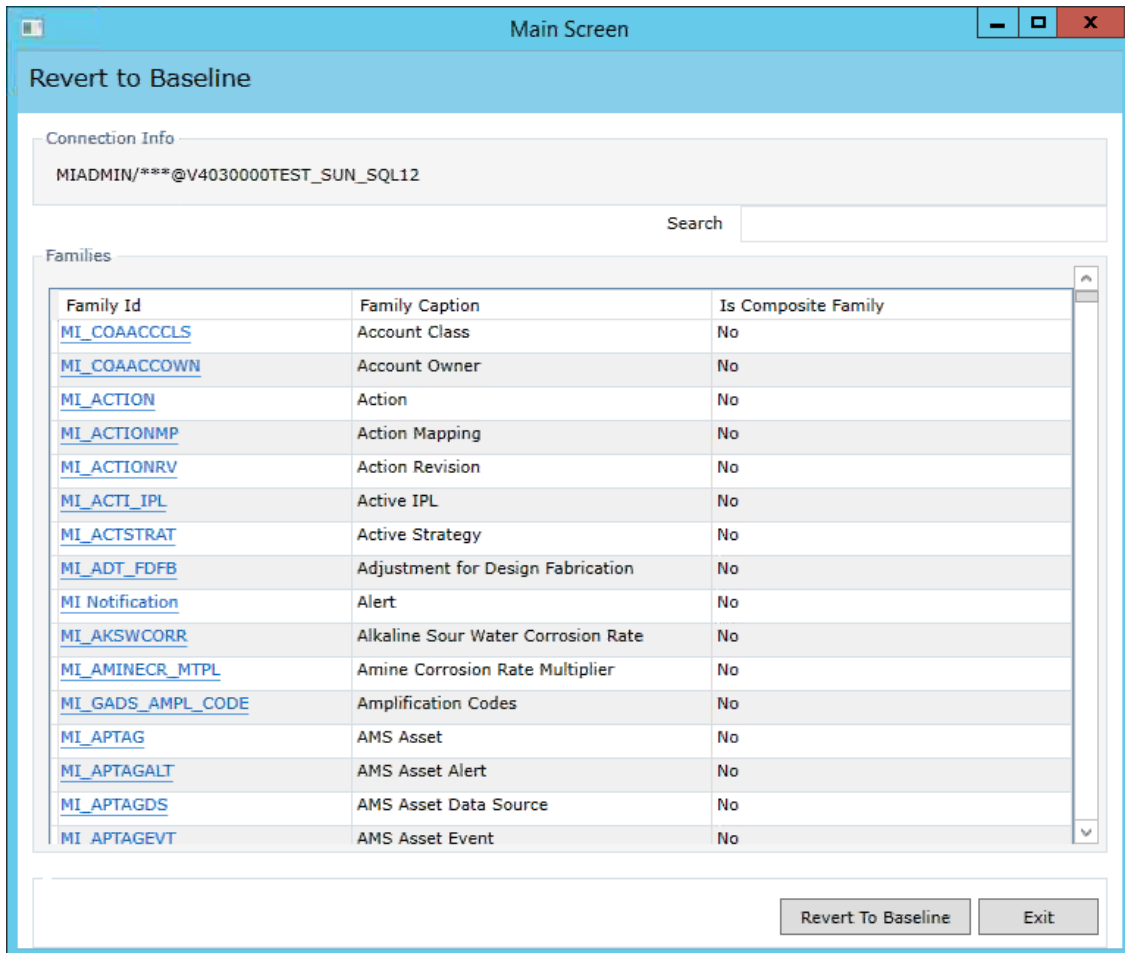 Main Screen
Revert to Baseline
Connection Info
MIADMIN/***@V4030000TEST_SUN_SQL12
Search
Families
Family Id Family Caption Is Composite Family
MI_COAACCCLS Account Class No
MI_COAACCOWN Account Owner No
MI_ACTION Action No
MI_ACTIONMP Action Mapping No
MI_ACTIONRV Action Revision No
MI_ACTI_IPL Active IPL No
MI_ACTSTRAT Active Strategy No
MI_ADT_FDFB Adjustment for Design Fabrication No
MI Notification Alert No
MI_AKSWCORR Alkaline Sour Water Corrosion Rate No
MI_AMINECR_MTPL Amine Corrosion Rate Multiplier No
MI_GADS_AMPL_CODE Amplification Codes No
MI_APTAG AMS Asset No
MI_APTAGALT AMS Asset Alert No
MI_APTAGDS AMS Asset Data Source No
MI_APTAGEVT AMS Asset Event No
Revert To Baseline Exit